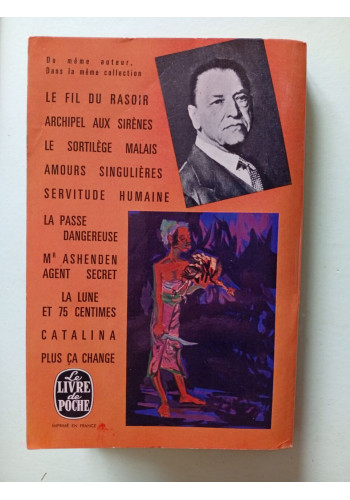 Du même auteur,
Dans la même collection
LE FIL DU RASOIR
ARCHIPEL AUX SIRÈNES
LE SORTILÈGE MALAIS
AMOURS SINGULIÈRES
SERVITUDE HUMAINE
LA PASSE
DANGEREUSE
MR ASHENDEN
AGENT SECRET
LA LUNE
ET 75 CENTIMES
CATALINA
PLUS ÇA CHANGE
Le
LIVRE
de
POCHE
IMPRIMÉ EN FRANCE